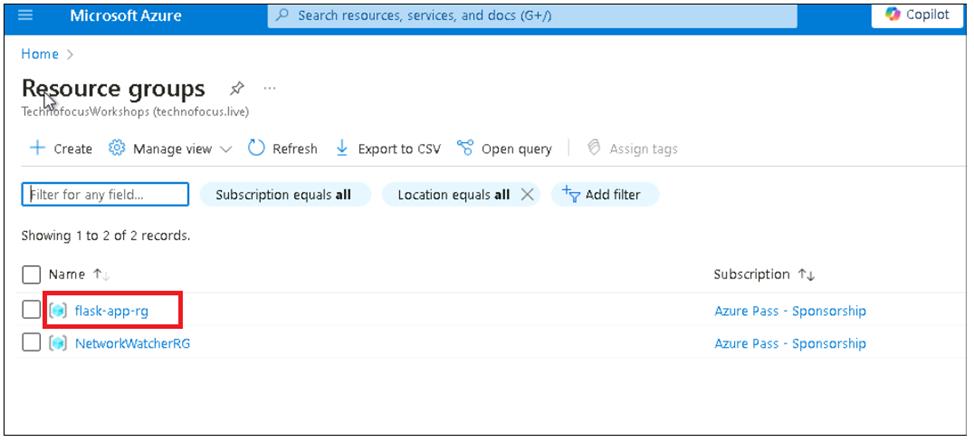 Microsoft Azure Search resources, services, and docs (G+/) Copilot
Home >
Resource groups ...
TechnofocusWorkshops (technofocus.live)
+ Create Manage view Refresh Export to CSV Open query Assign tags
Filter for any field... Subscription equals all Location equals all Add filter
Showing 1 to 2 of 2 records.
Name ↑↓ Subscription ↑↓
flask-app-rg Azure Pass - Sponsorship
NetworkWatcherRG Azure Pass - Sponsorship